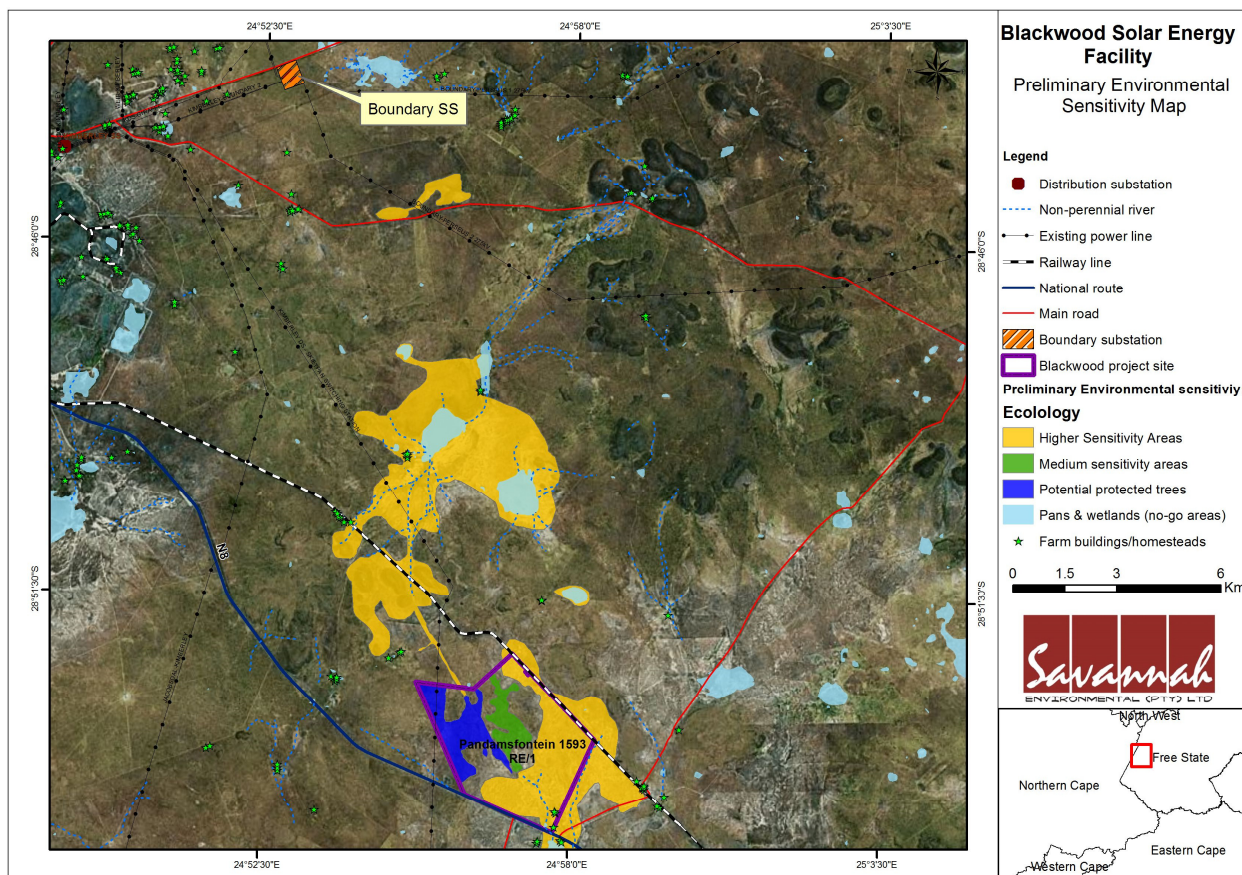 24°52'30"E
24°58'0"E
25°3'30"E
Boundary SS
28°46'0"S
28°46'0"S
N8
28°51'30"S
28°51'30"S
Pandamsfontein 1593
RE/1
24°52'30"E
24°58'0"E
25°3'30"E
Blackwood Solar Energy
Facility
Preliminary Environmental
Sensitivity Map
Legend
Distribution substation
Non-perennial river
Existing power line
Railway line
National route
Main road
Boundary substation
Blackwood project site
Preliminary Environmental sensitiviy
Ecolology
Higher Sensitivity Areas
Medium sensitivity areas
Potential protected trees
Pans & wetlands (no-go areas)
Farm buildings/homesteads
0 1.5 3 6
Km
Savannah
ENVIRONMENTAL (PTY) LTD
North West
Free State
Northern Cape
Eastern Cape
Western Cape